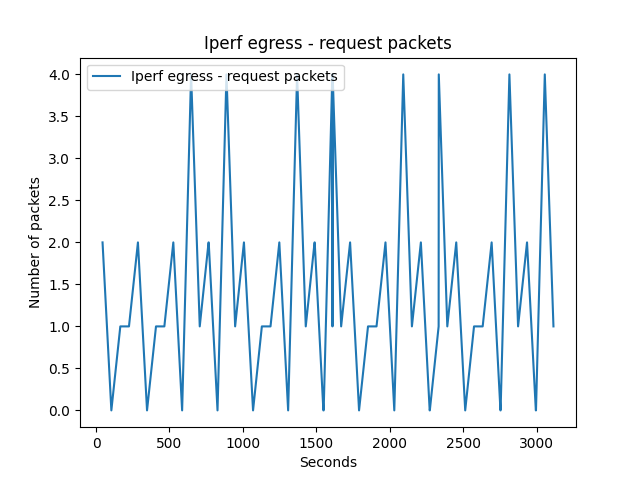 Iperf egress - request packets
Iperf egress - request packets
4.0
3.5
3.0
2.5
2.0
1.5
1.0
0.5
0.0
Number of packets
0 500 1000 1500 2000 2500 3000
Seconds